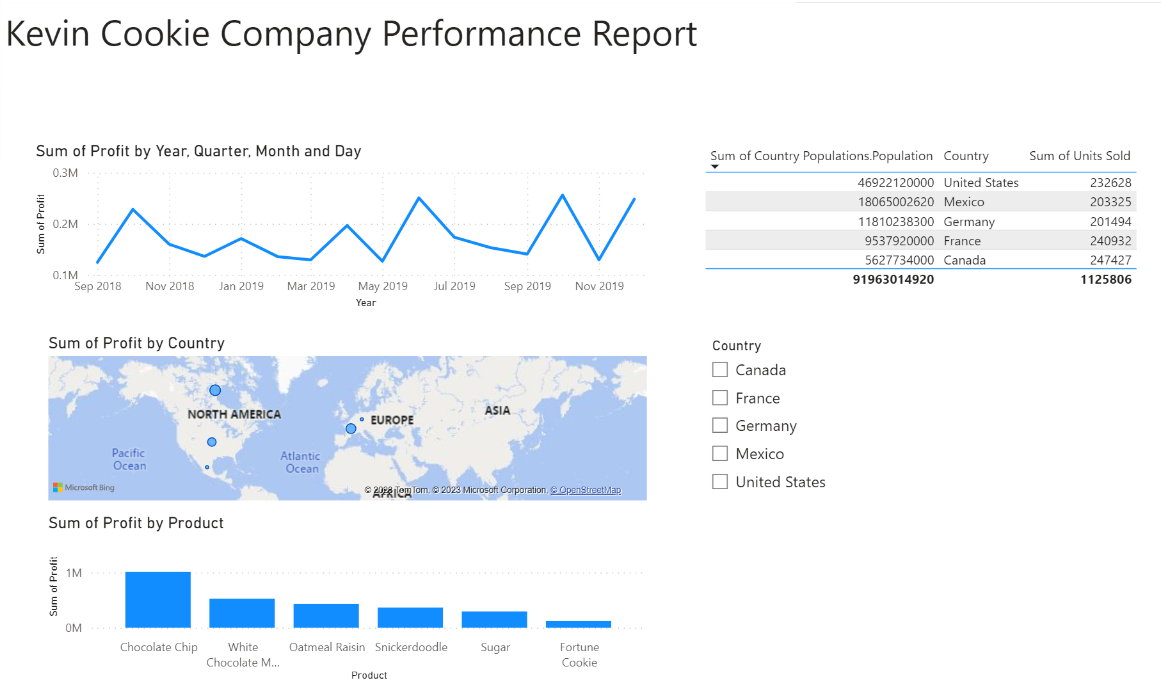 Kevin Cookie Company Performance Report
Sum of Profit by Year, Quarter, Month and Day
0.3M
0.2M
0.1M
Sum of Profit
Sep 2018 Nov 2018 Jan 2019 Mar 2019 May 2019 Jul 2019 Sep 2019 Nov 2019
Year
Sum of Country Populations.Population Country Sum of Units Sold
46922120000 United States 232628
18065002620 Mexico 203325
11810238300 Germany 201494
9537920000 France 240932
5627734000 Canada 247427
91963014920 1125806
Sum of Profit by Country
NORTH AMERICA
EUROPE
ASIA
Pacific
Ocean
Atlantic
Ocean
AFRICA
Microsoft Bing
© 2023 TomTom, © 2023 Microsoft Corporation, © OpenStreetMap
Country
Canada
France
Germany
Mexico
United States
Sum of Profit by Product
1M
0M
Sum of Profit
Chocolate Chip
White
Chocolate M...
Oatmeal Raisin
Snickerdoodle
Sugar
Fortune
Cookie
Product